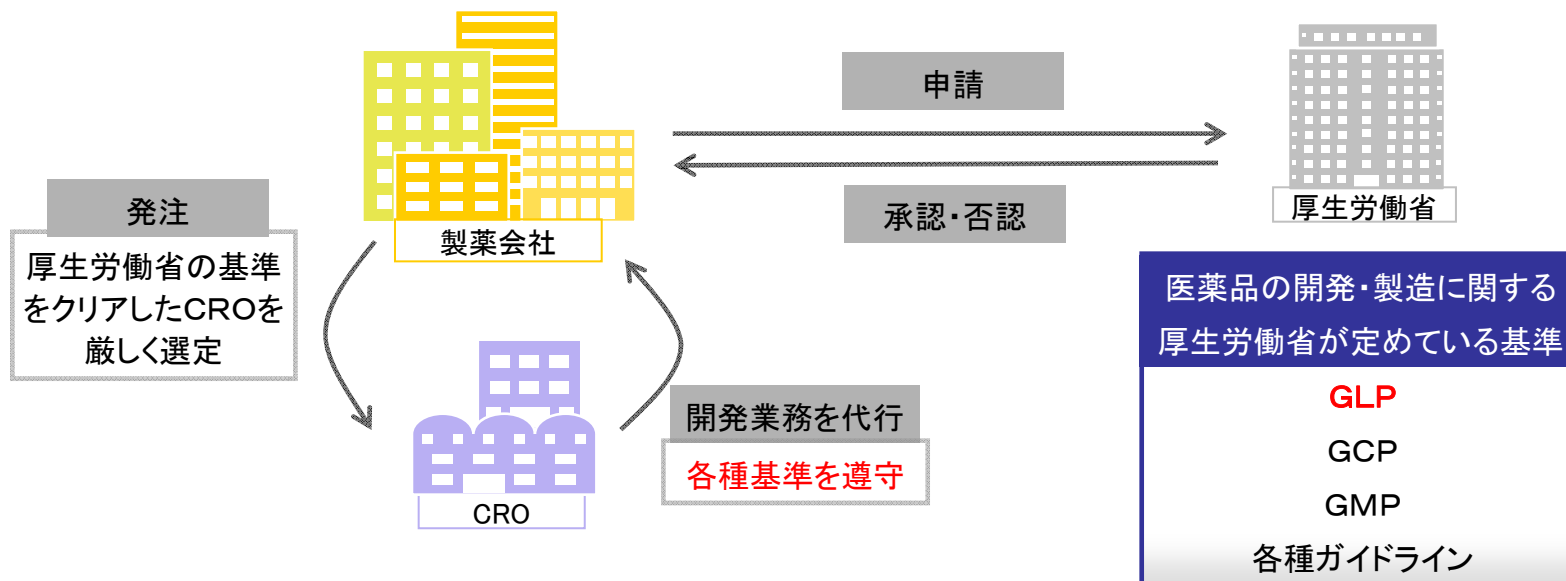 申請
厚生労働省
発注
承認・否認
製薬会社
厚生労働省の基準
をクリアしたCROを
厳しく選定
医薬品の開発・製造に関する
厚生労働省が定めている基準
GLP
開発業務を代行
各種基準を遵守
GCP
GMP
CRO
各種ガイドライン